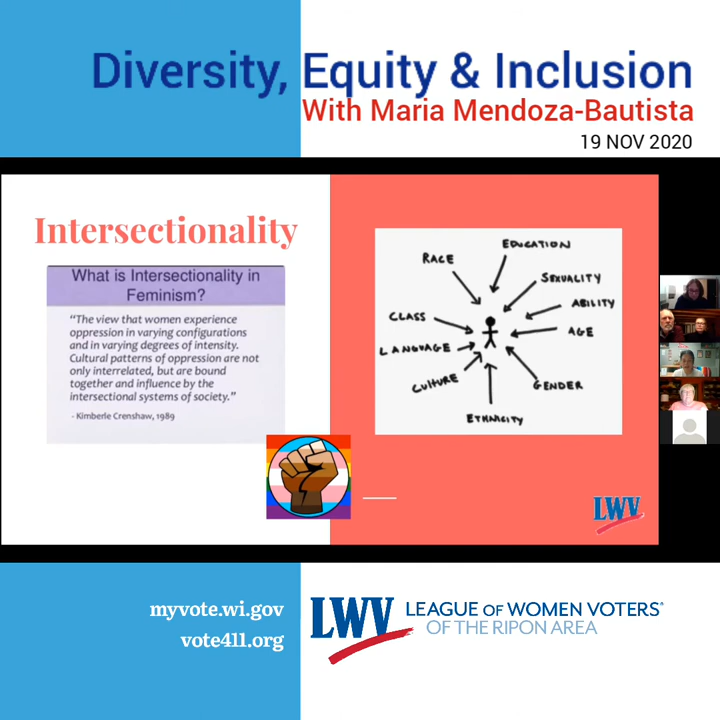 Diversity, Equity & Inclusion
With Maria Mendoza-Bautista
19 NOV 2020
Intersectionality
What is Intersectionality in
Feminism?
"The view that women experience
oppression in varying configurations
and in varying degrees of intensity.
Cultural patterns of oppression are not
only interrelated, but are bound
together and influence by the
intersectional systems of society."
- Kimberle Crenshaw, 1989
EDUCATION
RACE
SEXUALITY
ABILITY
CLASS
AGE
LANGUAGE
CULTURE
GENDER
ETHNICITY
LWV
myvote.wi.gov
vote411.org
LWV
LEAGUE OF WOMEN VOTERS®
OF THE RIPON AREA